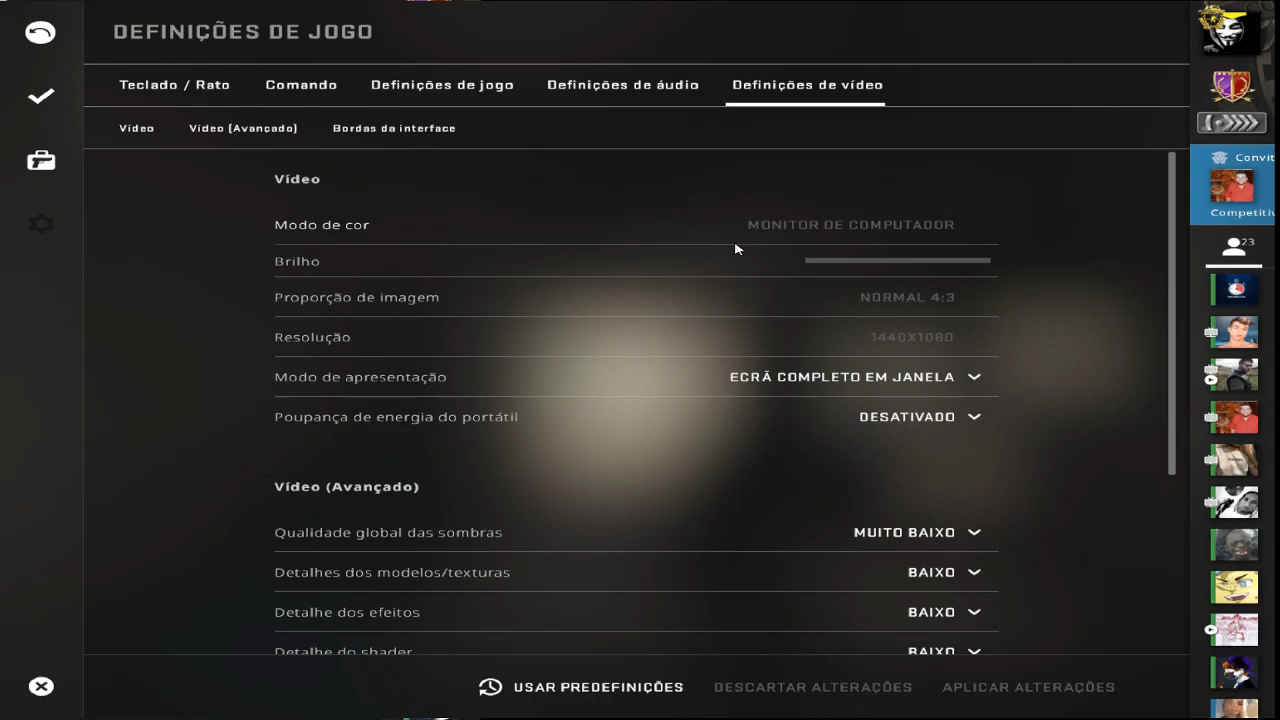 DEFINIÇÕES DE JOGO
Teclado / Rato
Comando
Definições de jogo
Definições de áudio
Definições de vídeo
Vídeo
Vídeo (Avançado)
Bordas da interface
Vídeo
Modo de cor
MONITOR DE COMPUTADOR
Brilho
Proporção de imagem
NORMAL 4:3
Resolução
1440X1080
Modo de apresentação
ECRÃ COMPLETO EM JANELA
Poupança de energia do portátil
DESATIVADO
Vídeo (Avançado)
Qualidade global das sombras
MUITO BAIXO
Detalhes dos modelos/texturas
BAIXO
Detalhe dos efeitos
BAIXO
Detalhe do shader
BAIXO
USAR PREDEFINIÇÕES
DESCARTAR ALTERAÇÕES
APLICAR ALTERAÇÕES
Convit
Competitiv
23